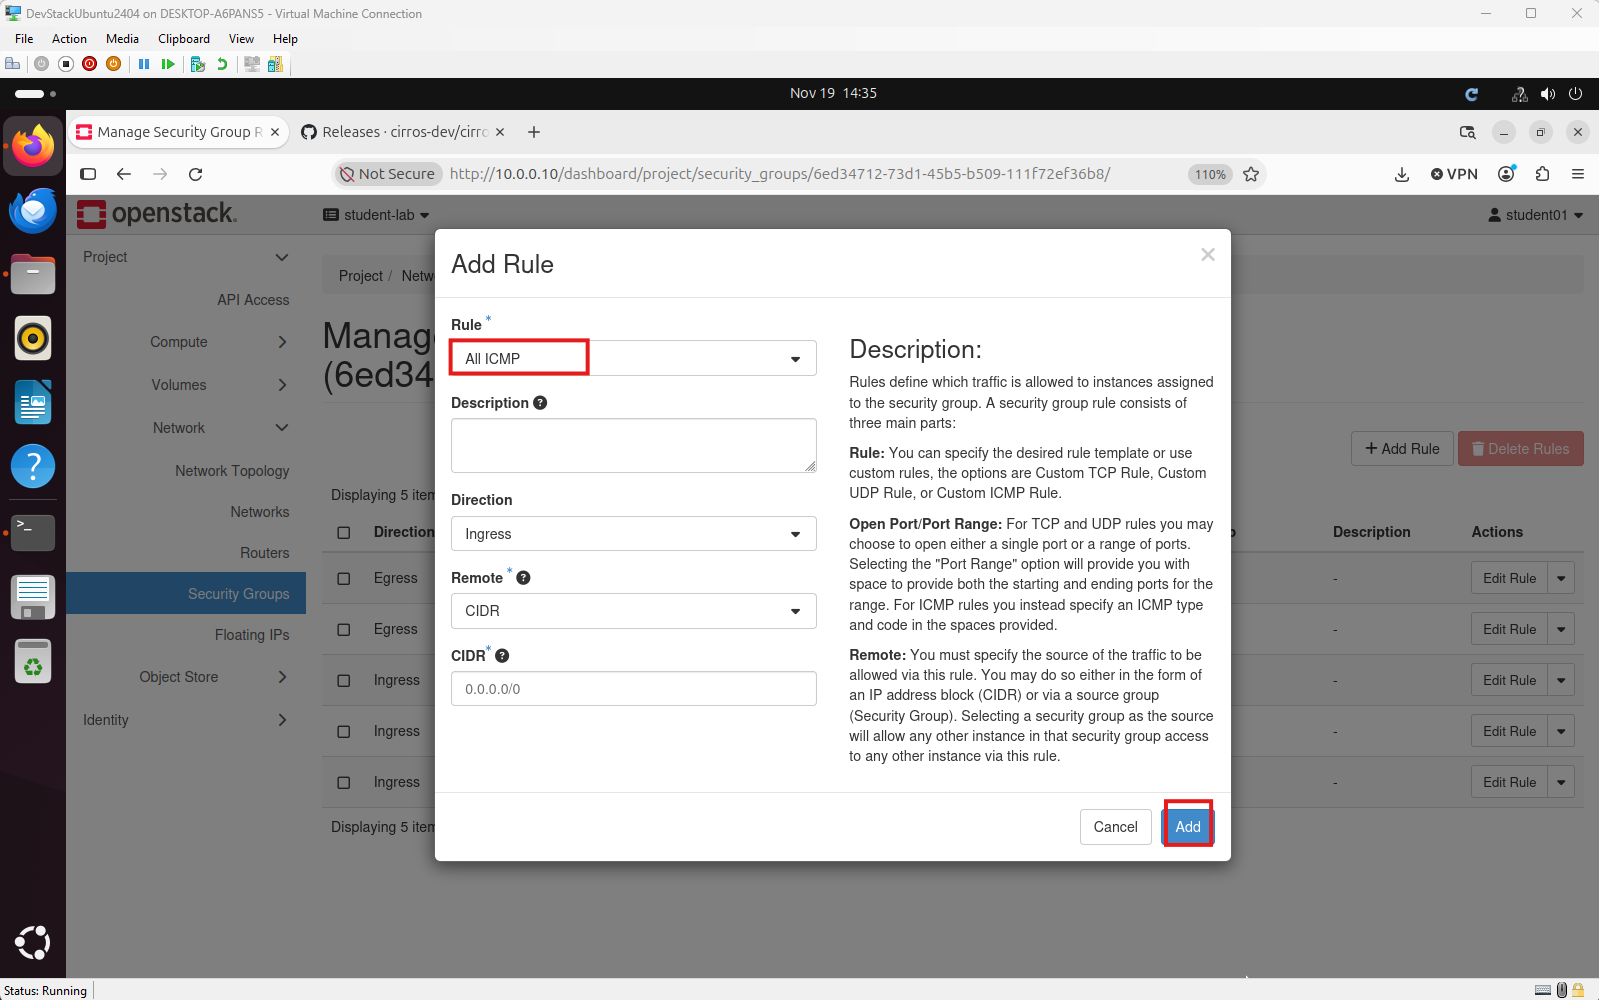 DevStackUbuntu2404 on DESKTOP-A6PANS5 - Virtual Machine Connection
File Action Media Clipboard View Help
Nov 19 14:35
Manage Security Group R
Releases · cirros-dev/cirro
Not Secure
http://10.0.0.10/dashboard/project/security_groups/6ed34712-73d1-45b5-b509-111f72ef36b8/
110%
VPN
openstack.
student-lab
student01
Project
API Access
Compute
Volumes
Network
Network Topology
Networks
Routers
Security Groups
Floating IPs
Object Store
Identity
Project / Netw
Manag
(6ed34
+ Add Rule
Delete Rules
Displaying 5 item
Direction
Description
Actions
Egress - Edit Rule
Egress - Edit Rule
Ingress - Edit Rule
Ingress - Edit Rule
Ingress - Edit Rule
Displaying 5 item
Add Rule
×
Rule *
All ICMP
Description ?
Direction
Ingress
Remote * ?
CIDR
CIDR * ?
0.0.0.0/0
Description:
Rules define which traffic is allowed to instances assigned
to the security group. A security group rule consists of
three main parts:
Rule: You can specify the desired rule template or use
custom rules, the options are Custom TCP Rule, Custom
UDP Rule, or Custom ICMP Rule.
Open Port/Port Range: For TCP and UDP rules you may
choose to open either a single port or a range of ports.
Selecting the "Port Range" option will provide you with
space to provide both the starting and ending ports for the
range. For ICMP rules you instead specify an ICMP type
and code in the spaces provided.
Remote: You must specify the source of the traffic to be
allowed via this rule. You may do so either in the form of
an IP address block (CIDR) or via a source group
(Security Group). Selecting a security group as the source
will allow any other instance in that security group access
to any other instance via this rule.
Cancel
Add
Status: Running